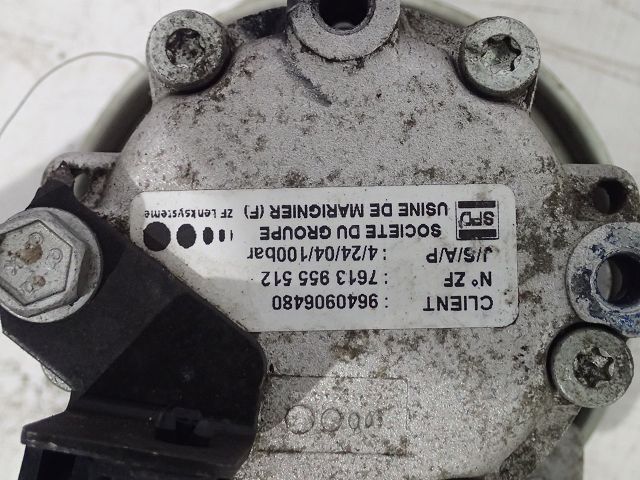 CLIENT : 9640906480
N° ZF : 7613 955 512
J/S/A/P : 4/24/04/100bar
SFD SOCIETE DU GROUPE
USINE DE MARIGNIER (F) ZF Lenksysteme